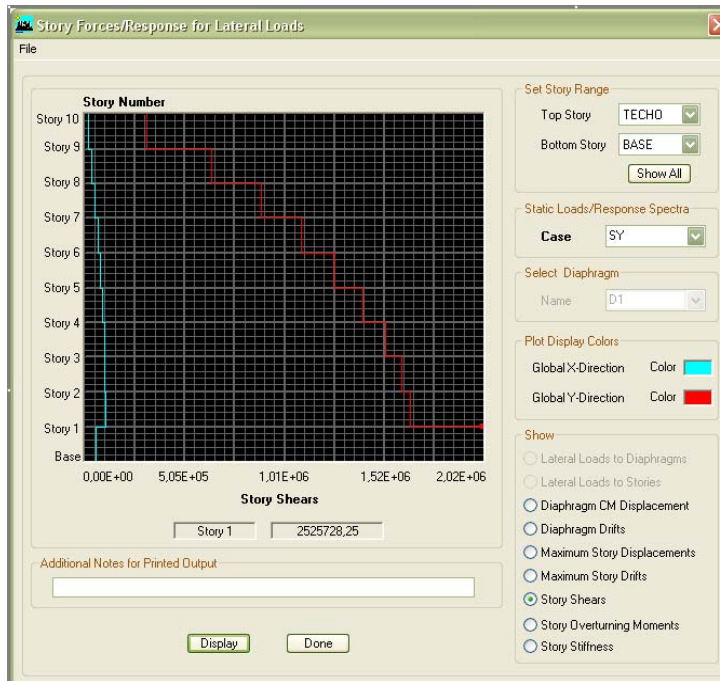 Story Forces/Response for Lateral Loads
File
Story Number
Story 10
Story 9
Story 8
Story 7
Story 6
Story 5
Story 4
Story 3
Story 2
Story 1
Base
0,00E+00 5,05E+05 1,01E+06 1,52E+06 2,02E+06
Story Shears
Story 1 2525728,25
Additional Notes for Printed Output
Display Done
Set Story Range
Top Story TECHO
Bottom Story BASE
Show All
Static Loads/Response Spectra
Case SY
Select Diaphragm
Name D1
Plot Display Colors
Global X-Direction Color
Global Y-Direction Color
Show
Lateral Loads to Diaphragms
Lateral Loads to Stories
Diaphragm CM Displacement
Diaphragm Drifts
Maximum Story Displacements
Maximum Story Drifts
Story Shears
Story Overturning Moments
Story Stiffness